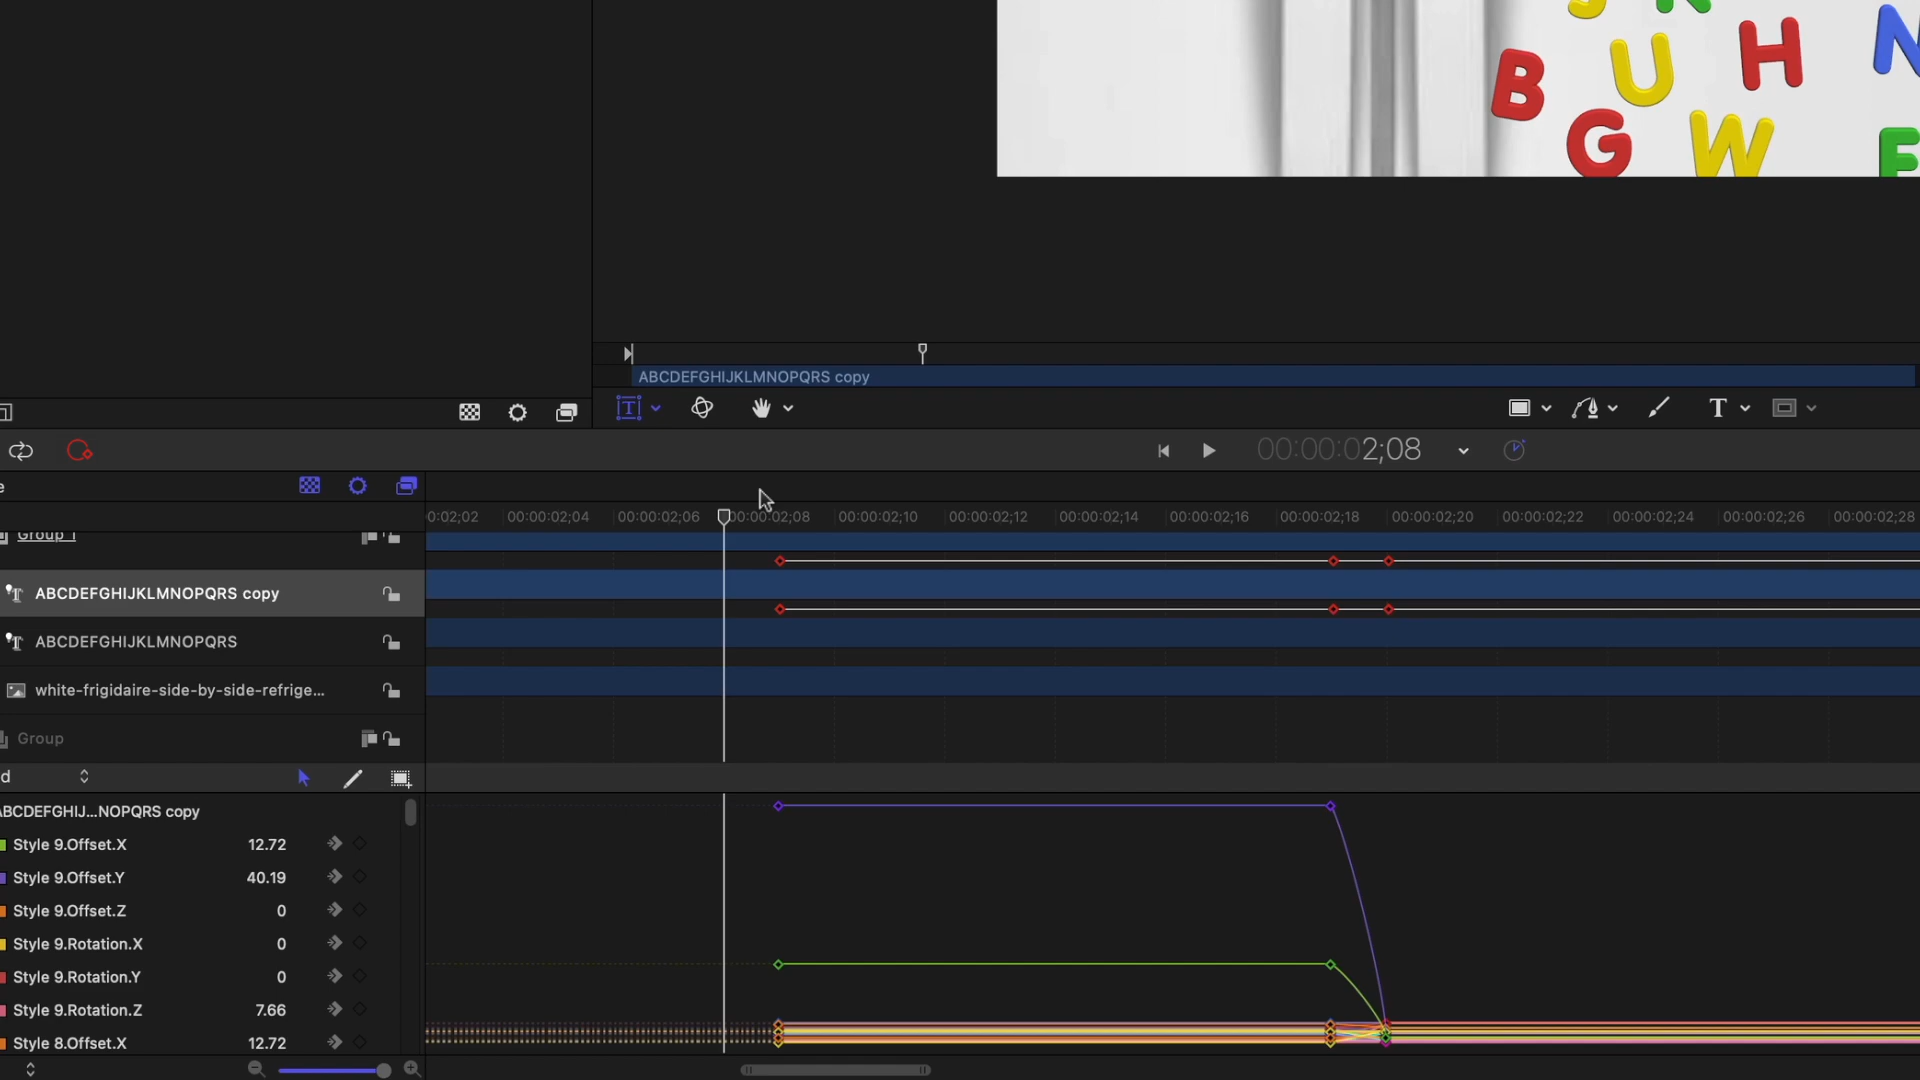 B U H
G W
ABCDEFGHIJKLMNOPQRS copy
T
T
00:00:02;08
0:02;02 00:00:02;04 00:00:02;06 00:00:02;08 00:00:02;10 00:00:02;12 00:00:02;14 00:00:02;16 00:00:02;18 00:00:02;20 00:00:02;22 00:00:02;24 00:00:02;26 00:00:02;28
Group 1
ABCDEFGHIJKLMNOPQRS copy
ABCDEFGHIJKLMNOPQRS
white-frigidaire-side-by-side-refrige...
Group
d
ABCDEFGHIJ...NOPQRS copy
Style 9.Offset.X 12.72
Style 9.Offset.Y 40.19
Style 9.Offset.Z 0
Style 9.Rotation.X 0
Style 9.Rotation.Y 0
Style 9.Rotation.Z 7.66
Style 8.Offset.X 12.72